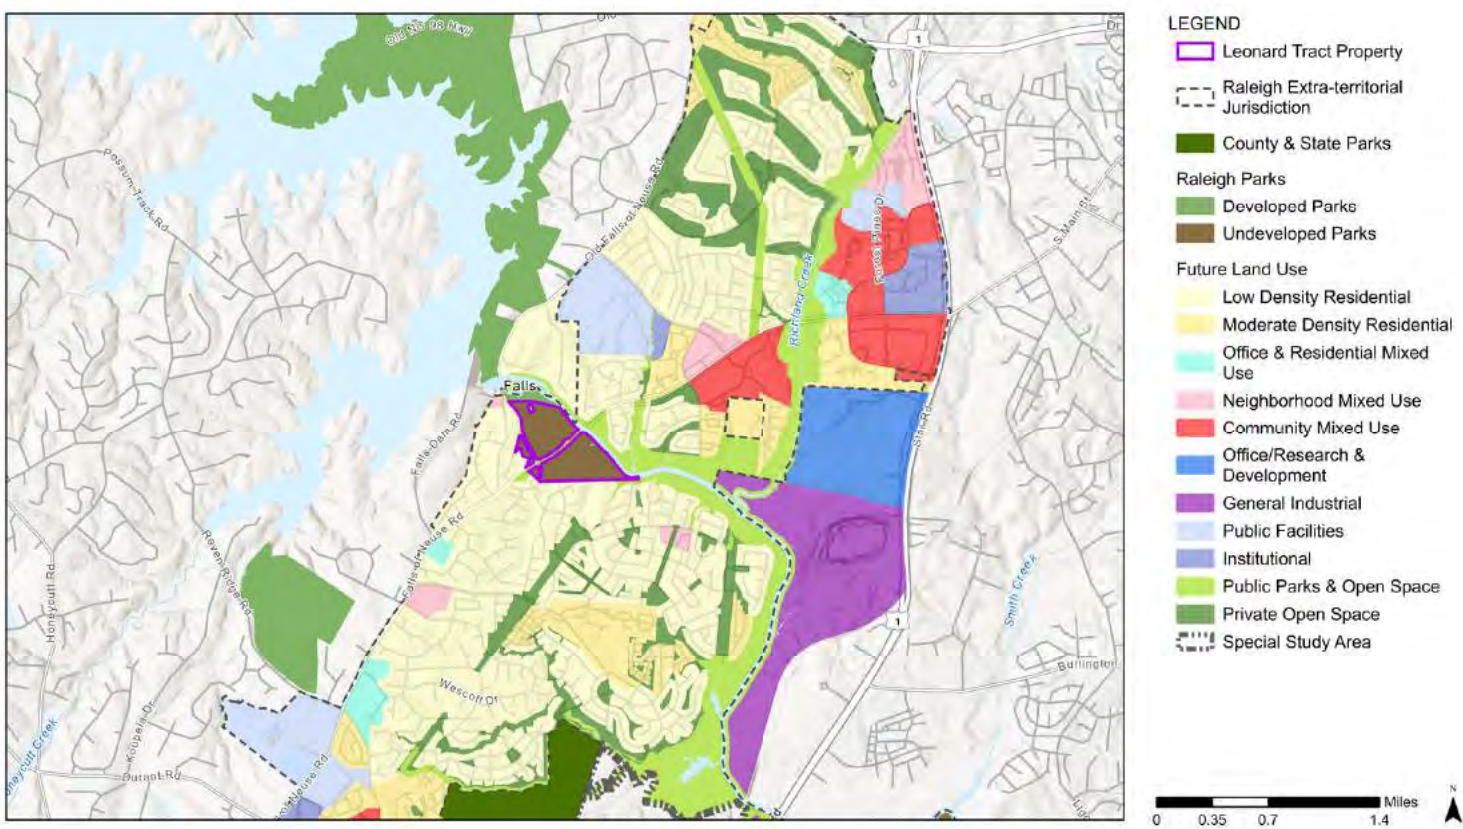 Old No 98 Hwy
1
Possum Track Rd
Old Falls of Neuse Rd
Forest Pines Dr
S Main St
Richland Creek
Falls
Falls Dam Rd
Star Rd
Falls of Neuse Rd
Raven Ridge Rd
Honeycutt Rd
Smith Creek
1
Burlington
Wescott Dr
Koupela Dr
Durant Rd
LEGEND
Leonard Tract Property
Raleigh Extra-territorial
Jurisdiction
County & State Parks
Raleigh Parks
Developed Parks
Undeveloped Parks
Future Land Use
Low Density Residential
Moderate Density Residential
Office & Residential Mixed
Use
Neighborhood Mixed Use
Community Mixed Use
Office/Research &
Development
General Industrial
Public Facilities
Institutional
Public Parks & Open Space
Private Open Space
Special Study Area
N
Miles
0 0.35 0.7 1.4